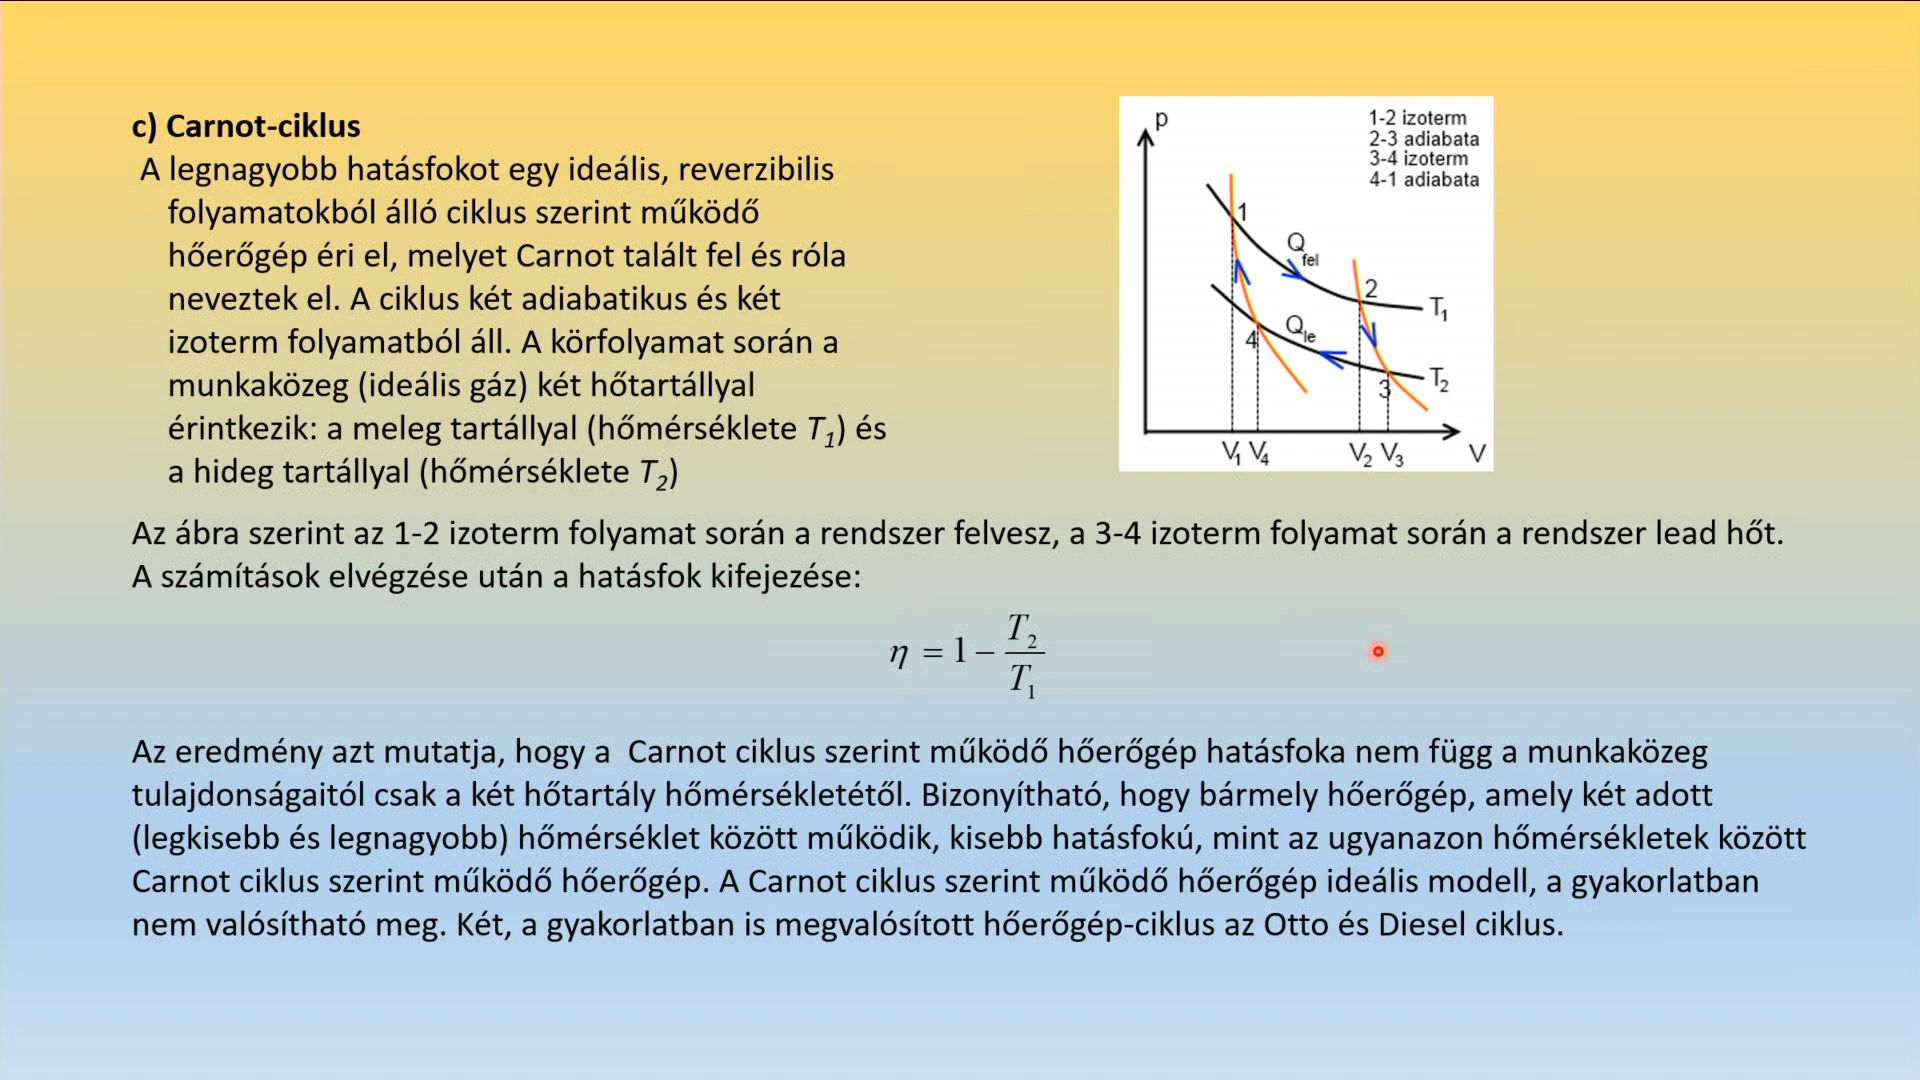 c) Carnot-ciklus
A legnagyobb hatásfokot egy ideális, reverzibilis
folyamatokból álló ciklus szerint működő
hőerőgép éri el, melyet Carnot talált fel és róla
neveztek el. A ciklus két adiabatikus és két
izoterm folyamatból áll. A körfolyamat során a
munkaközeg (ideális gáz) két hőtartállyal
érintkezik: a meleg tartállyal (hőmérséklete T₁) és
a hideg tartállyal (hőmérséklete T₂)
p
1-2 izoterm
2-3 adiabata
3-4 izoterm
4-1 adiabata
1
Q fel
2
T₁
Q le
4
T₂
3
V₁ V₄ V₂ V₃ V
Az ábra szerint az 1-2 izoterm folyamat során a rendszer felvesz, a 3-4 izoterm folyamat során a rendszer lead hőt.
A számítások elvégzése után a hatásfok kifejezése:
η = 1 − T₂ / T₁
Az eredmény azt mutatja, hogy a Carnot ciklus szerint működő hőerőgép hatásfoka nem függ a munkaközeg
tulajdonságaitól csak a két hőtartály hőmérsékletétől. Bizonyítható, hogy bármely hőerőgép, amely két adott
(legkisebb és legnagyobb) hőmérséklet között működik, kisebb hatásfokú, mint az ugyanazon hőmérsékletek között
Carnot ciklus szerint működő hőerőgép. A Carnot ciklus szerint működő hőerőgép ideális modell, a gyakorlatban
nem valósítható meg. Két, a gyakorlatban is megvalósított hőerőgép-ciklus az Otto és Diesel ciklus.